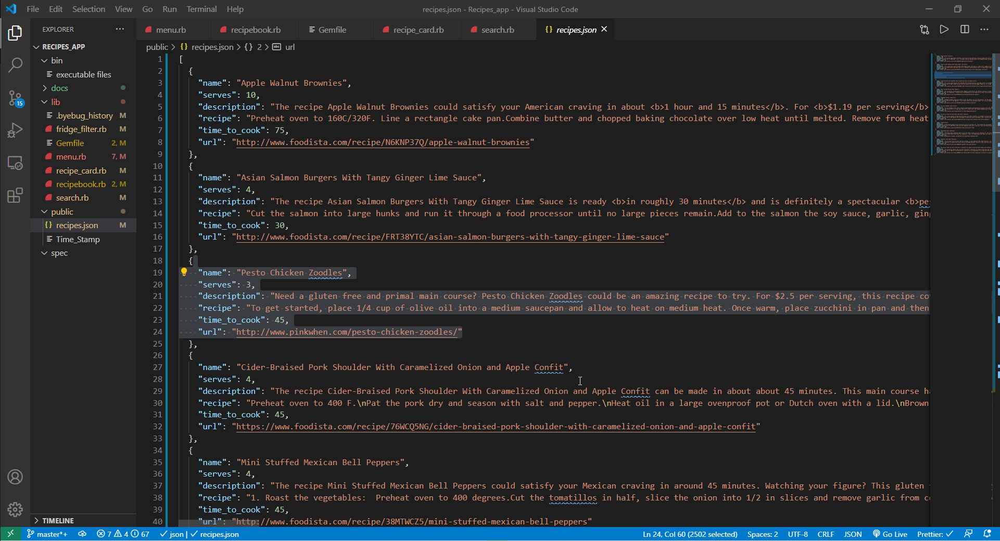 File Edit Selection View Go Run Terminal Help
recipes.json - Recipes_app - Visual Studio Code
EXPLORER
menu.rb recipebook.rb Gemfile recipe_card.rb search.rb {} recipes.json
RECIPES_APP
bin
executable files
docs
lib
.byebug_history M
fridge_filter.rb M
Gemfile 2, M
menu.rb 7, M
recipe_card.rb M
recipebook.rb 2, M
search.rb M
public
{} recipes.json M
Time_Stamp
spec
TIMELINE
15
public > {} recipes.json > {} 2 > abc url
1 [
2 {
3 "name": "Apple Walnut Brownies",
4 "serves": 10,
5 "description": "The recipe Apple Walnut Brownies could satisfy your American craving in about <b>1 hour and 15 minutes</b>. For <b>$1.19 per serving</b>
6 "recipe": "Preheat oven to 160C/320F. Line a rectangle cake pan.Combine butter and chopped baking chocolate over low heat until melted. Remove from heat
7 "time_to_cook": 75,
8 "url": "http://www.foodista.com/recipe/N6KNP37Q/apple-walnut-brownies"
9 },
10 {
11 "name": "Asian Salmon Burgers With Tangy Ginger Lime Sauce",
12 "serves": 4,
13 "description": "The recipe Asian Salmon Burgers With Tangy Ginger Lime Sauce is ready <b>in roughly 30 minutes</b> and is definitely a spectacular <b>pe
14 "recipe": "Cut the salmon into large hunks and run it through a food processor until no large pieces remain.Add to the salmon the soy sauce, garlic, gin
15 "time_to_cook": 30,
16 "url": "http://www.foodista.com/recipe/FRT38YTC/asian-salmon-burgers-with-tangy-ginger-lime-sauce"
17 },
18 {
19 "name": "Pesto Chicken Zoodles",
20 "serves": 3,
21 "description": "Need a gluten free and primal main course? Pesto Chicken Zoodles could be an amazing recipe to try. For $2.5 per serving, this recipe co
22 "recipe": "To get started, place 1/4 cup of olive oil into a medium saucepan and allow to heat on medium heat. Once warm, place zucchini in pan and then
23 "time_to_cook": 45,
24 "url": "http://www.pinkwhen.com/pesto-chicken-zoodles/"
25 },
26 {
27 "name": "Cider-Braised Pork Shoulder With Caramelized Onion and Apple Confit",
28 "serves": 4,
29 "description": "The recipe Cider-Braised Pork Shoulder With Caramelized Onion and Apple Confit can be made in about about 45 minutes. This main course ha
30 "recipe": "Preheat oven to 400 F.\nPat the pork dry and season with salt and pepper.\nHeat oil in a large ovenproof pot or Dutch oven with a lid.\nBrown
31 "time_to_cook": 45,
32 "url": "https://www.foodista.com/recipe/76WCQ5NG/cider-braised-pork-shoulder-with-caramelized-onion-and-apple-confit"
33 },
34 {
35 "name": "Mini Stuffed Mexican Bell Peppers",
36 "serves": 4,
37 "description": "The recipe Mini Stuffed Mexican Bell Peppers could satisfy your Mexican craving in around 45 minutes. Watching your figure? This gluten
38 "recipe": "1. Roast the vegetables: Preheat oven to 400 degrees.Cut the tomatillos in half, slice the onion into 1/2 in slices and remove garlic from c
39 "time_to_cook": 45,
40 "url": "http://www.foodista.com/recipe/38MTWCZ5/mini-stuffed-mexican-bell-peppers"
master*+ 7 4 67 json | recipes.json Ln 24, Col 60 (2502 selected) Spaces: 2 UTF-8 CRLF JSON Go Live Prettier: